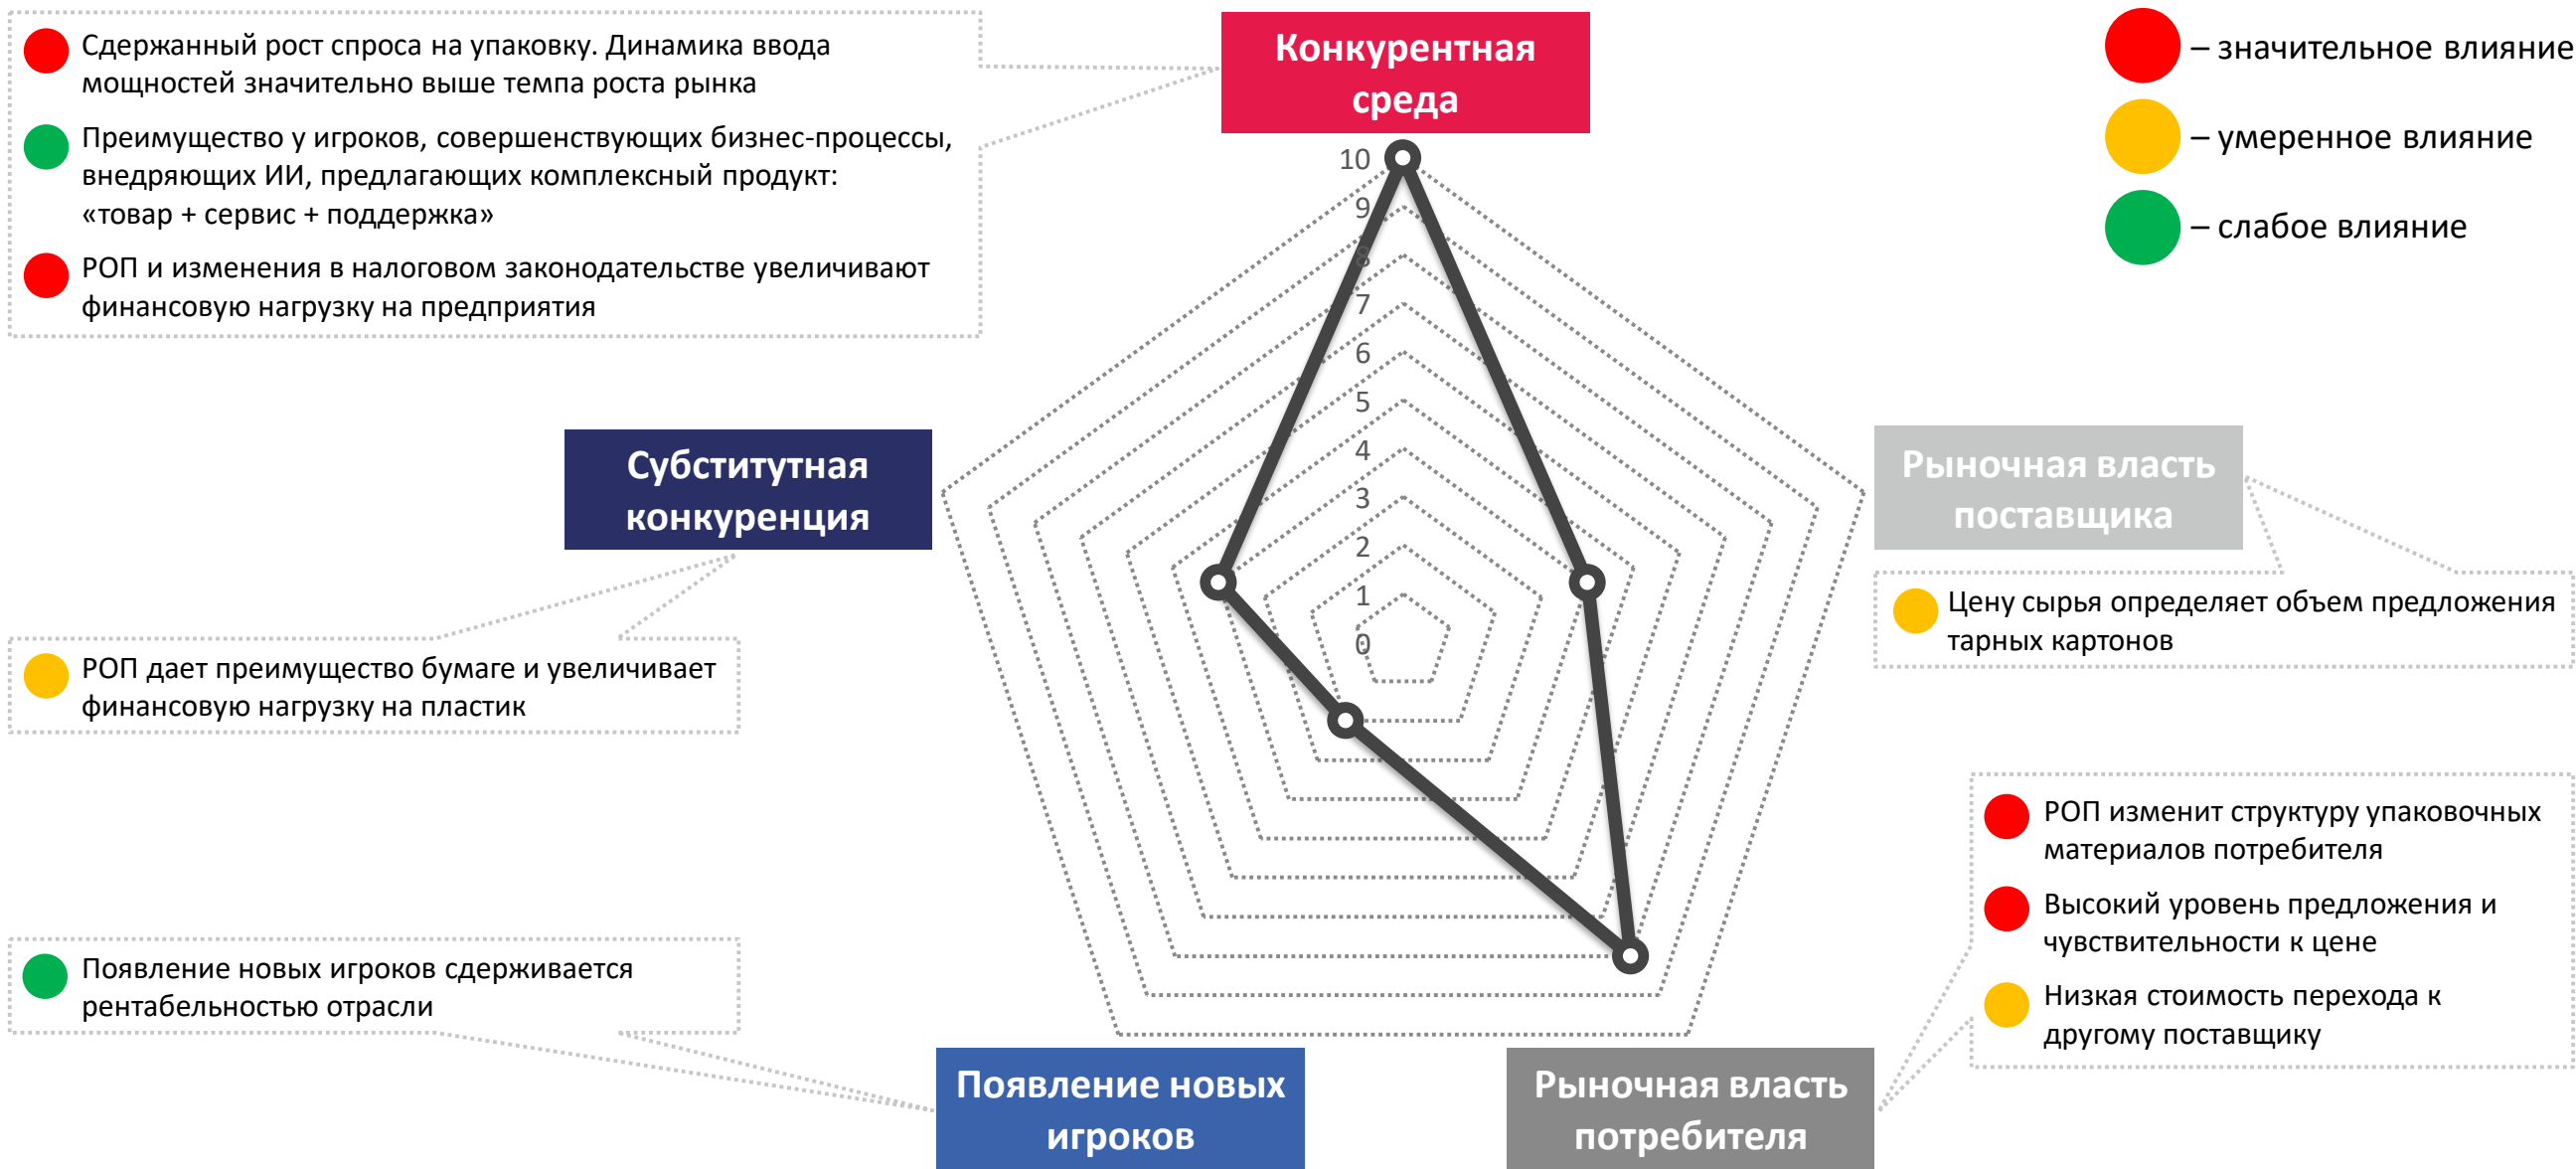 Сдержанный рост спроса на упаковку. Динамика ввода
мощностей значительно выше темпа роста рынка
Преимущество у игроков, совершенствующих бизнес-процессы,
внедряющих ИИ, предлагающих комплексный продукт:
«товар + сервис + поддержка»
РОП и изменения в налоговом законодательстве увеличивают
финансовую нагрузку на предприятия
Конкурентная
среда
– значительное влияние
– умеренное влияние
– слабое влияние
10
9
8
7
6
5
4
3
2
1
0
Субститутная
конкуренция
РОП дает преимущество бумаге и увеличивает
финансовую нагрузку на пластик
Рыночная власть
поставщика
Цену сырья определяет объем предложения
тарных картонов
РОП изменит структуру упаковочных
материалов потребителя
Высокий уровень предложения и
чувствительности к цене
Низкая стоимость перехода к
другому поставщику
Появление новых игроков сдерживается
рентабельностью отрасли
Появление новых
игроков
Рыночная власть
потребителя